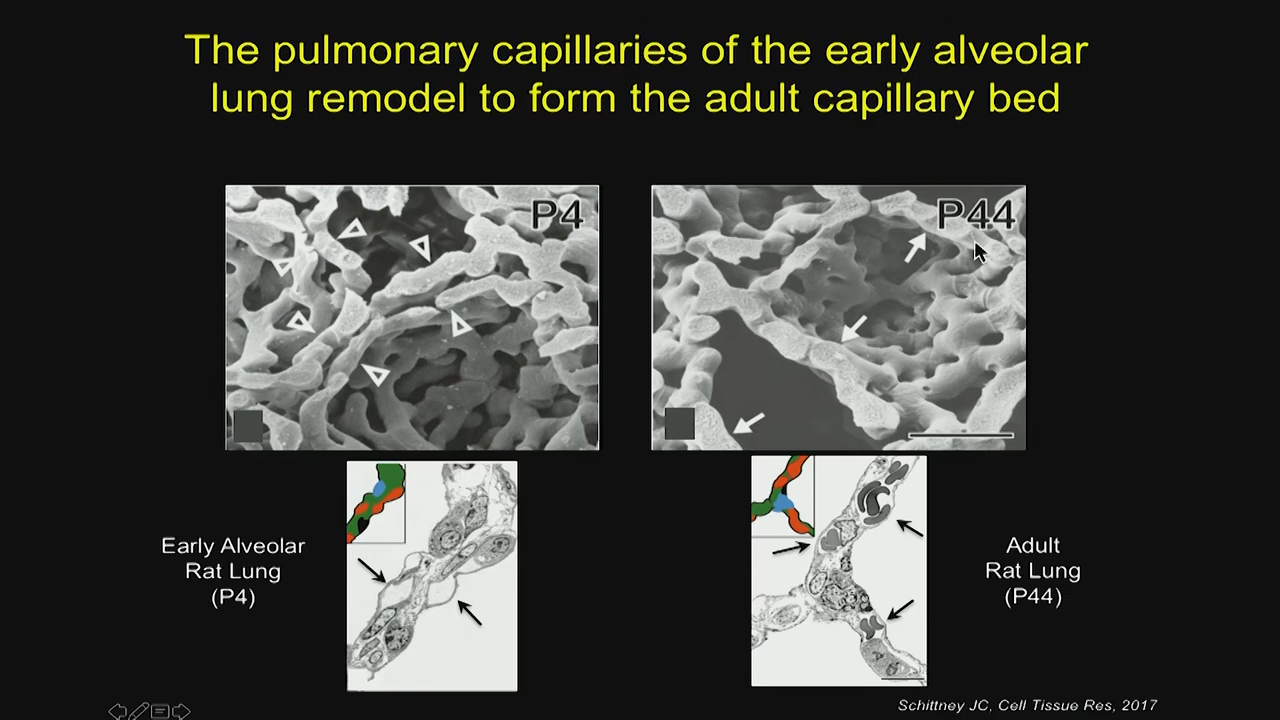 The pulmonary capillaries of the early alveolar
lung remodel to form the adult capillary bed
P4
P44
Early Alveolar
Rat Lung
(P4)
Adult
Rat Lung
(P44)
Schittney JC, Cell Tissue Res, 2017